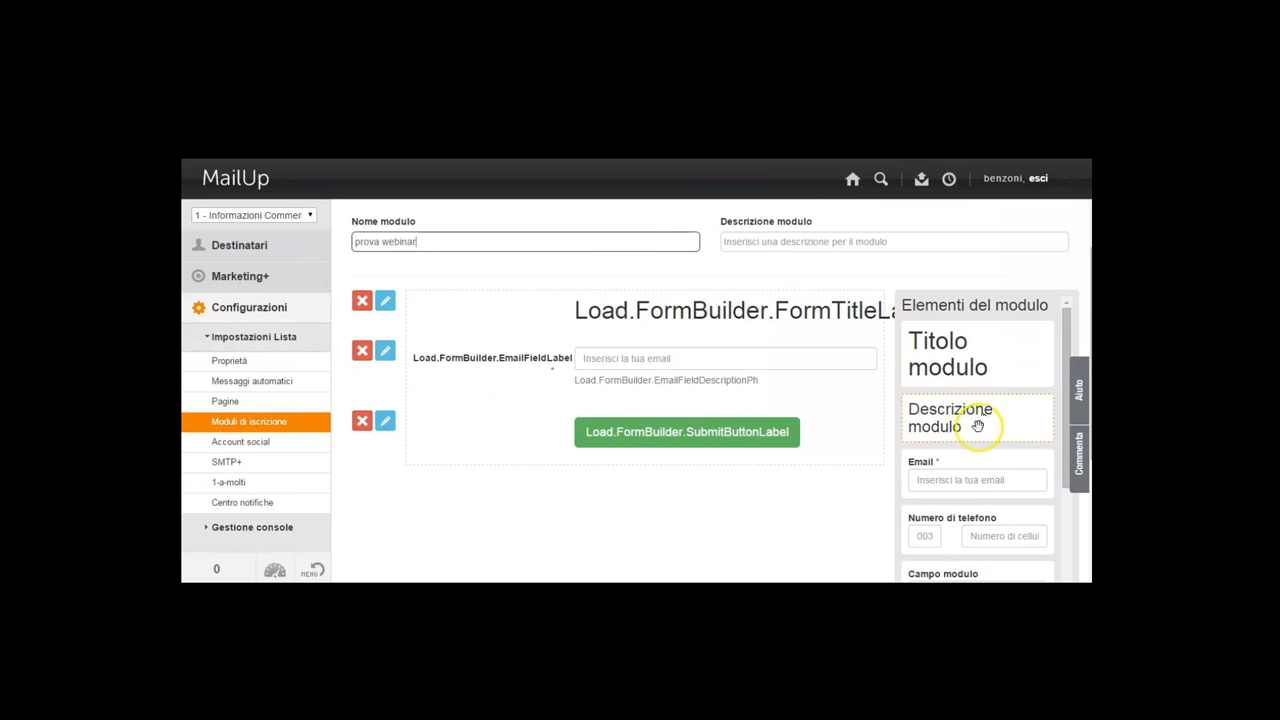 MailUp
benzoni, esci
1 - Informazioni Commer
Destinatari
Marketing+
Configurazioni
Impostazioni Lista
Proprietà
Messaggi automatici
Pagine
Moduli di iscrizione
Account social
SMTP+
1-a-molti
Centro notifiche
Gestione console
0
MENU
Nome modulo
prova webinar
Descrizione modulo
Inserisci una descrizione per il modulo
Load.FormBuilder.FormTitleLa
Load.FormBuilder.EmailFieldLabel
*
Inserisci la tua email
Load.FormBuilder.EmailFieldDescriptionPh
Load.FormBuilder.SubmitButtonLabel
Elementi del modulo
Titolo
modulo
Descrizione
modulo
Email *
Inserisci la tua email
Numero di telefono
003
Numero di cellul
Campo modulo
Aiuto
Commenta